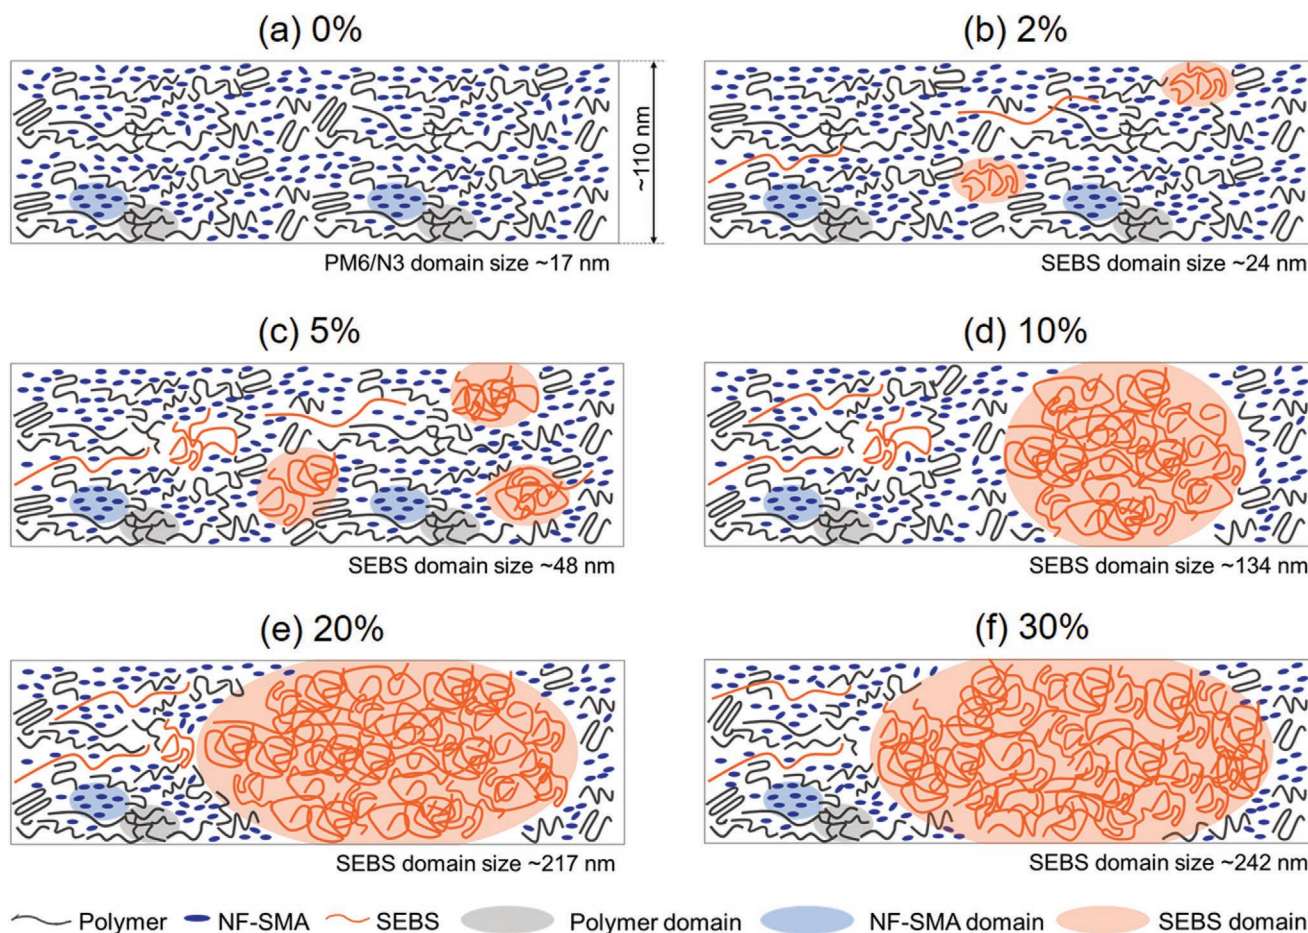 (a) 0%
(b) 2%
~110 nm
PM6/N3 domain size ~17 nm
SEBS domain size ~24 nm
(c) 5%
(d) 10%
SEBS domain size ~48 nm
SEBS domain size ~134 nm
(e) 20%
(f) 30%
SEBS domain size ~217 nm
SEBS domain size ~242 nm
Polymer NF-SMA SEBS Polymer domain NF-SMA domain SEBS domain